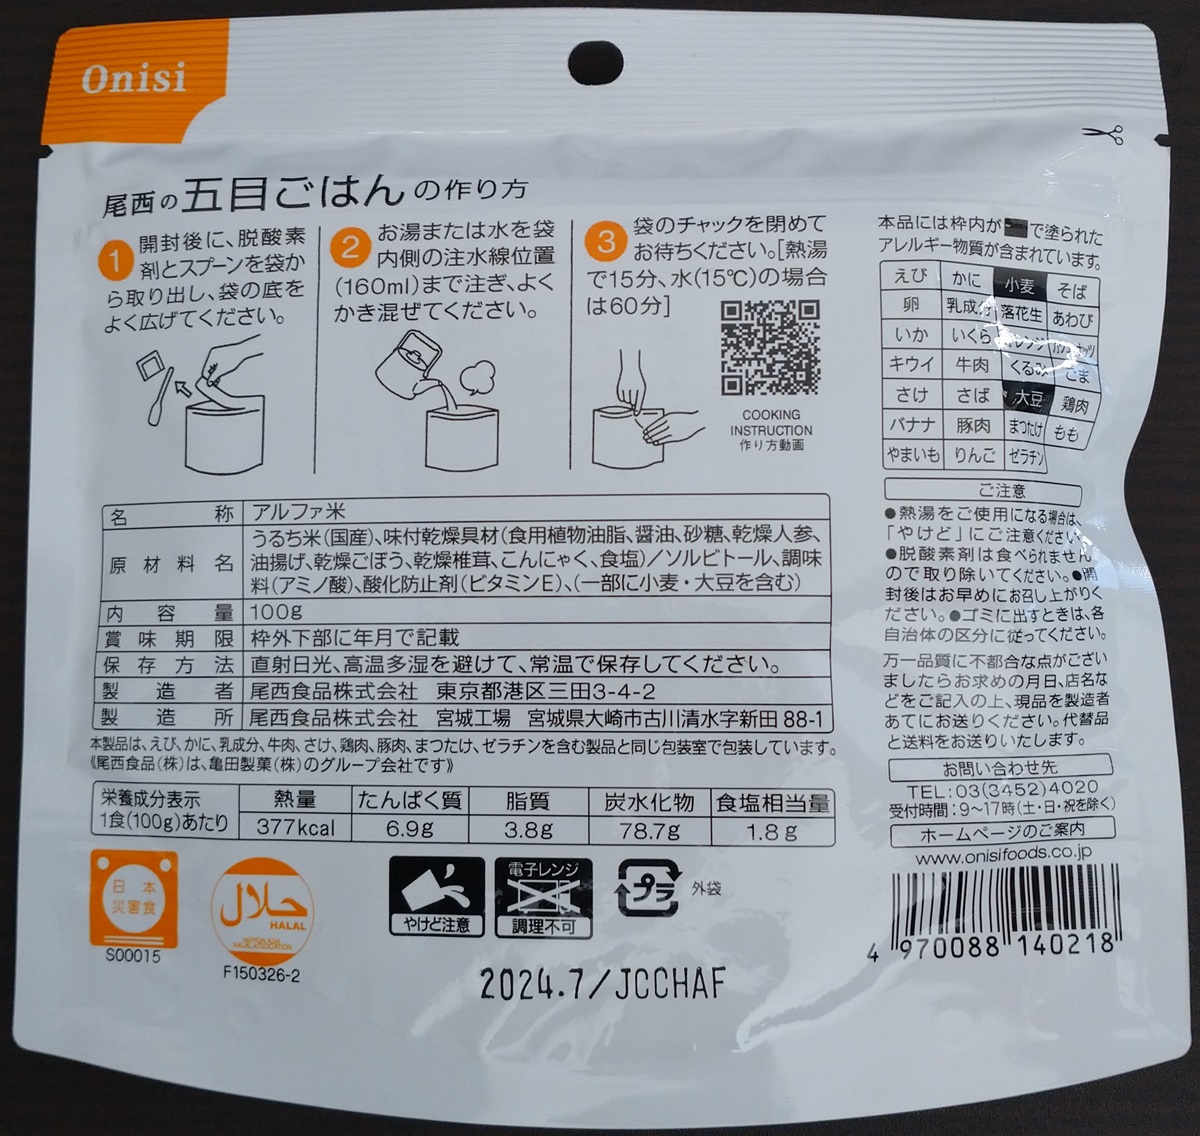 Onisi
尾西の五目ごはんの作り方
1 開封後に、脱酸素
剤とスプーンを袋か
ら取り出し、袋の底を
よく広げてください。
2 お湯または水を袋
内側の注水線位置
(160ml)まで注ぎ、よく
かき混ぜてください。
3 袋のチャックを閉めて
お待ちください。[熱湯
で15分、水(15℃)の場合
は60分]
COOKING
INSTRUCTION
作り方動画
本品には枠内が で塗られた
アレルギー物質が含まれています。
えび かに 小麦 そば
卵 乳成分 落花生 あわび
いか いくら オレンジ
キウイ 牛肉 くるみ ごま
さけ さば 大豆 鶏肉
バナナ 豚肉 まつたけ もも
やまいも りんご ゼラチン
ご注意
●熱湯をご使用になる場合は、
「やけど」にご注意ください。
●脱酸素剤は食べられません
ので取り除いてください。●開
封後はお早めにお召し上がりく
ださい。●ゴミに出すときは、各
自治体の区分に従ってください。
万一品質に不都合な点がござい
ましたらお求めの月日、店名な
どをご記入の上、現品を製造者
あてにお送りください。代替品
と送料をお送りいたします。
お問い合わせ先
TEL:03(3452)4020
受付時間:9〜17時(土・日・祝を除く)
ホームページのご案内
www.onisifoods.co.jp
4 970088 140218
名称 アルファ米
原材料名 うるち米(国産)、味付乾燥具材(食用植物油脂、醤油、砂糖、乾燥人参、
油揚げ、乾燥ごぼう、乾燥椎茸、こんにゃく、食塩)/ソルビトール、調味
料(アミノ酸)、酸化防止剤(ビタミンE)、(一部に小麦・大豆を含む)
内容量 100g
賞味期限 枠外下部に年月で記載
保存方法 直射日光、高温多湿を避けて、常温で保存してください。
製造者 尾西食品株式会社 東京都港区三田3-4-2
製造所 尾西食品株式会社 宮城工場 宮城県大崎市古川清水字新田88-1
本製品は、えび、かに、乳成分、牛肉、さけ、鶏肉、豚肉、まつたけ、ゼラチンを含む製品と同じ包装室で包装しています。
《尾西食品(株)は、亀田製菓(株)のグループ会社です》
栄養成分表示 熱量 たんぱく質 脂質 炭水化物 食塩相当量
1食(100g)あたり 377kcal 6.9g 3.8g 78.7g 1.8g
日本
災害食
S00015
حلال
HALAL
NIPPON ASIA
HALAL ASSOCIATION
F150326-2
やけど注意
電子レンジ
調理不可
プラ
外袋
2024.7/JCCHAF